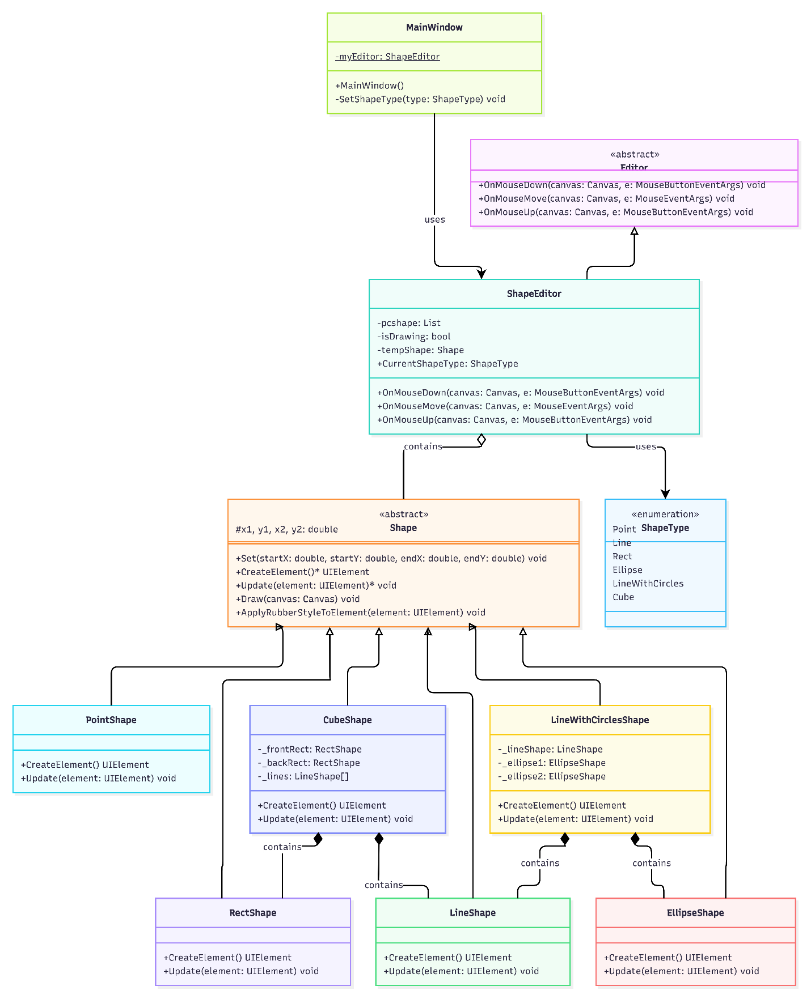 MainWindow
-myEditor: ShapeEditor
+MainWindow()
-SetShapeType(type: ShapeType) void
«abstract»
Editor
+OnMouseDown(canvas: Canvas, e: MouseButtonEventArgs) void
+OnMouseMove(canvas: Canvas, e: MouseEventArgs) void
+OnMouseUp(canvas: Canvas, e: MouseButtonEventArgs) void
uses
ShapeEditor
-pcshape: List
-isDrawing: bool
-tempShape: Shape
+CurrentShapeType: ShapeType
+OnMouseDown(canvas: Canvas, e: MouseButtonEventArgs) void
+OnMouseMove(canvas: Canvas, e: MouseEventArgs) void
+OnMouseUp(canvas: Canvas, e: MouseButtonEventArgs) void
contains
uses
«abstract»
Shape
#x1, y1, x2, y2: double
+Set(startX: double, startY: double, endX: double, endY: double) void
+CreateElement()* UIElement
+Update(element: UIElement)* void
+Draw(canvas: Canvas) void
+ApplyRubberStyleToElement(element: UIElement) void
«enumeration»
ShapeType
Point
Line
Rect
Ellipse
LineWithCircles
Cube
PointShape
+CreateElement() UIElement
+Update(element: UIElement) void
CubeShape
-_frontRect: RectShape
-_backRect: RectShape
-_lines: LineShape[]
+CreateElement() UIElement
+Update(element: UIElement) void
LineWithCirclesShape
-_lineShape: LineShape
-_ellipse1: EllipseShape
-_ellipse2: EllipseShape
+CreateElement() UIElement
+Update(element: UIElement) void
contains
contains
contains
contains
RectShape
+CreateElement() UIElement
+Update(element: UIElement) void
LineShape
+CreateElement() UIElement
+Update(element: UIElement) void
EllipseShape
+CreateElement() UIElement
+Update(element: UIElement) void